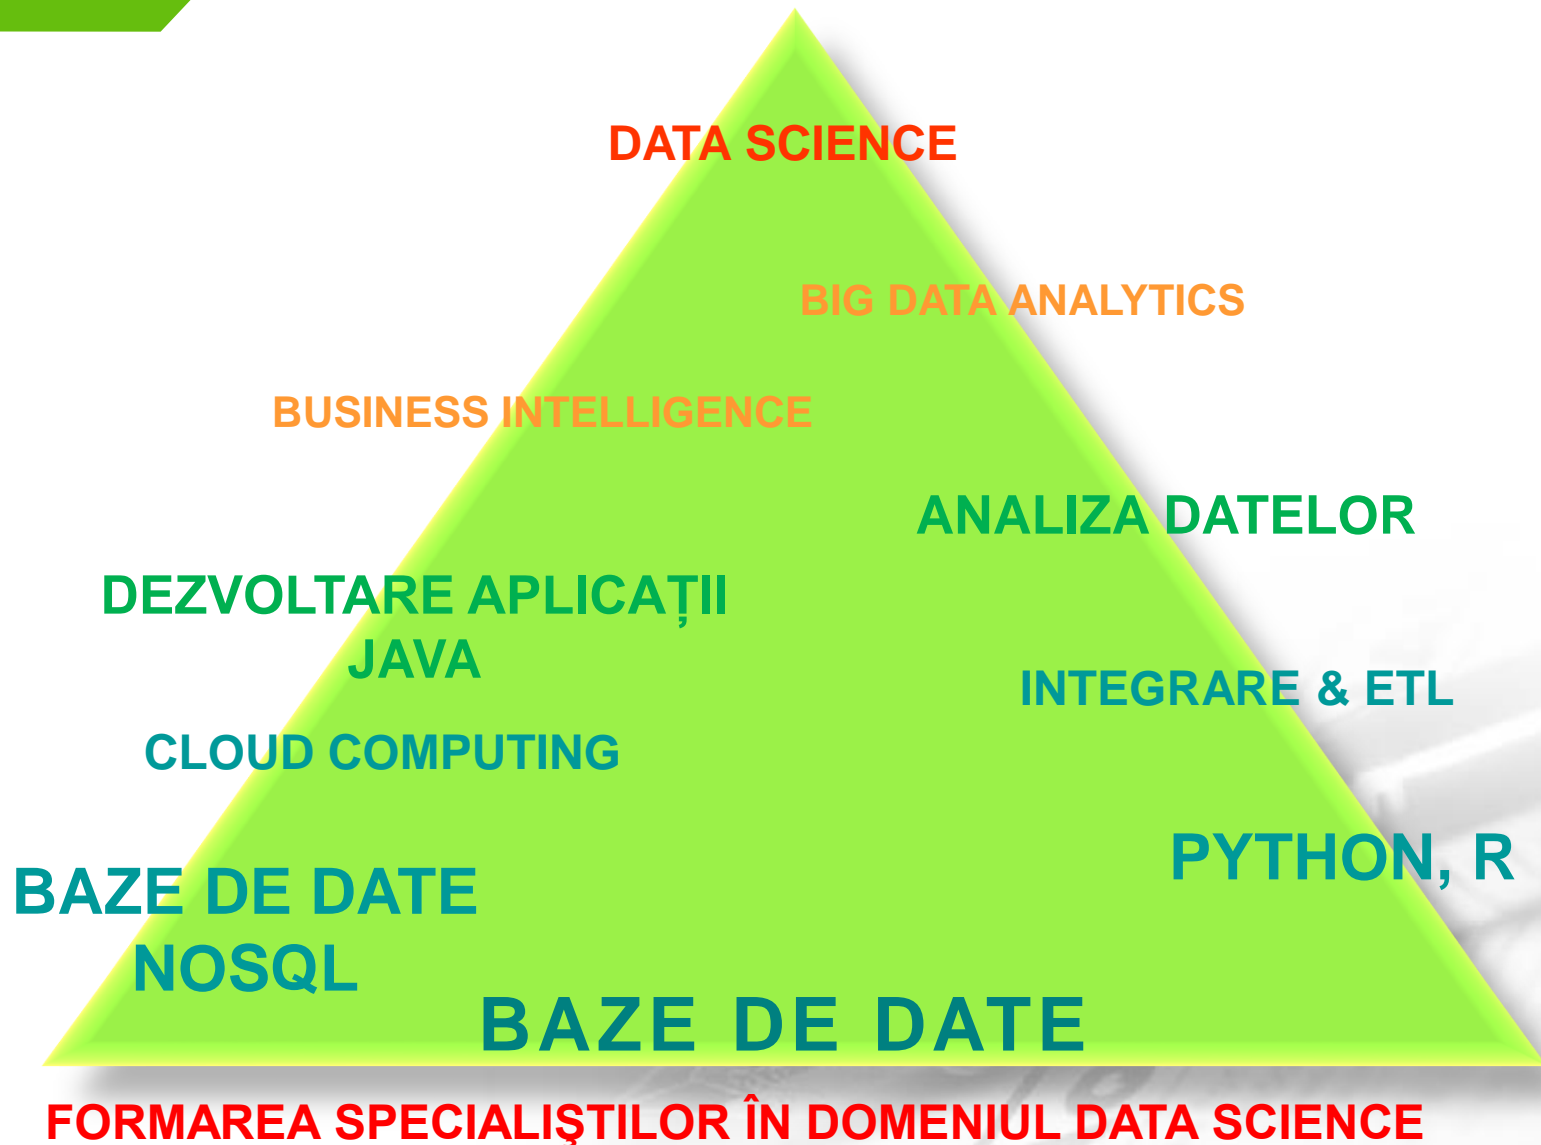 DATA SCIENCE
BIG DATA ANALYTICS
BUSINESS INTELLIGENCE
ANALIZA DATELOR
DEZVOLTARE APLICAȚII
JAVA
INTEGRARE & ETL
CLOUD COMPUTING
PYTHON, R
BAZE DE DATE
NOSQL
BAZE DE DATE
FORMAREA SPECIALIŞTILOR ÎN DOMENIUL DATA SCIENCE